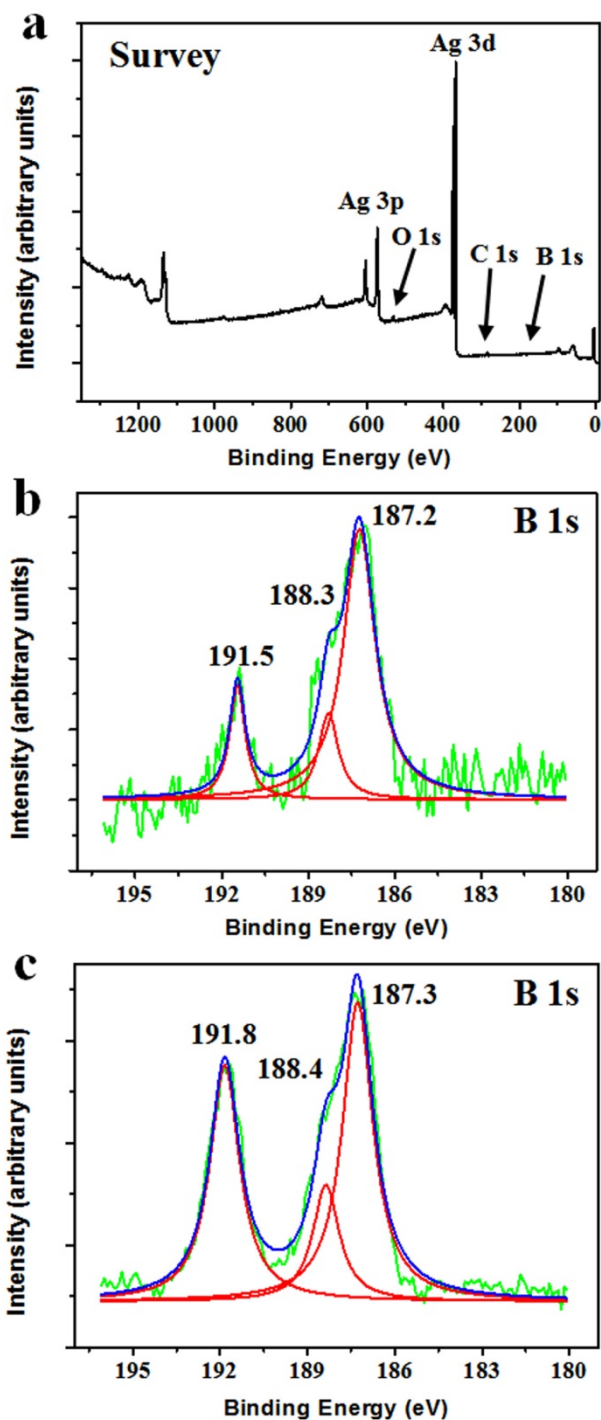 a
Survey
Ag 3d
Ag 3p
O 1s
C 1s
B 1s
Intensity (arbitrary units)
1200 1000 800 600 400 200 0
Binding Energy (eV)
b
B 1s
187.2
188.3
191.5
Intensity (arbitrary units)
195 192 189 186 183 180
Binding Energy (eV)
c
B 1s
187.3
191.8
188.4
Intensity (arbitrary units)
195 192 189 186 183 180
Binding Energy (eV)